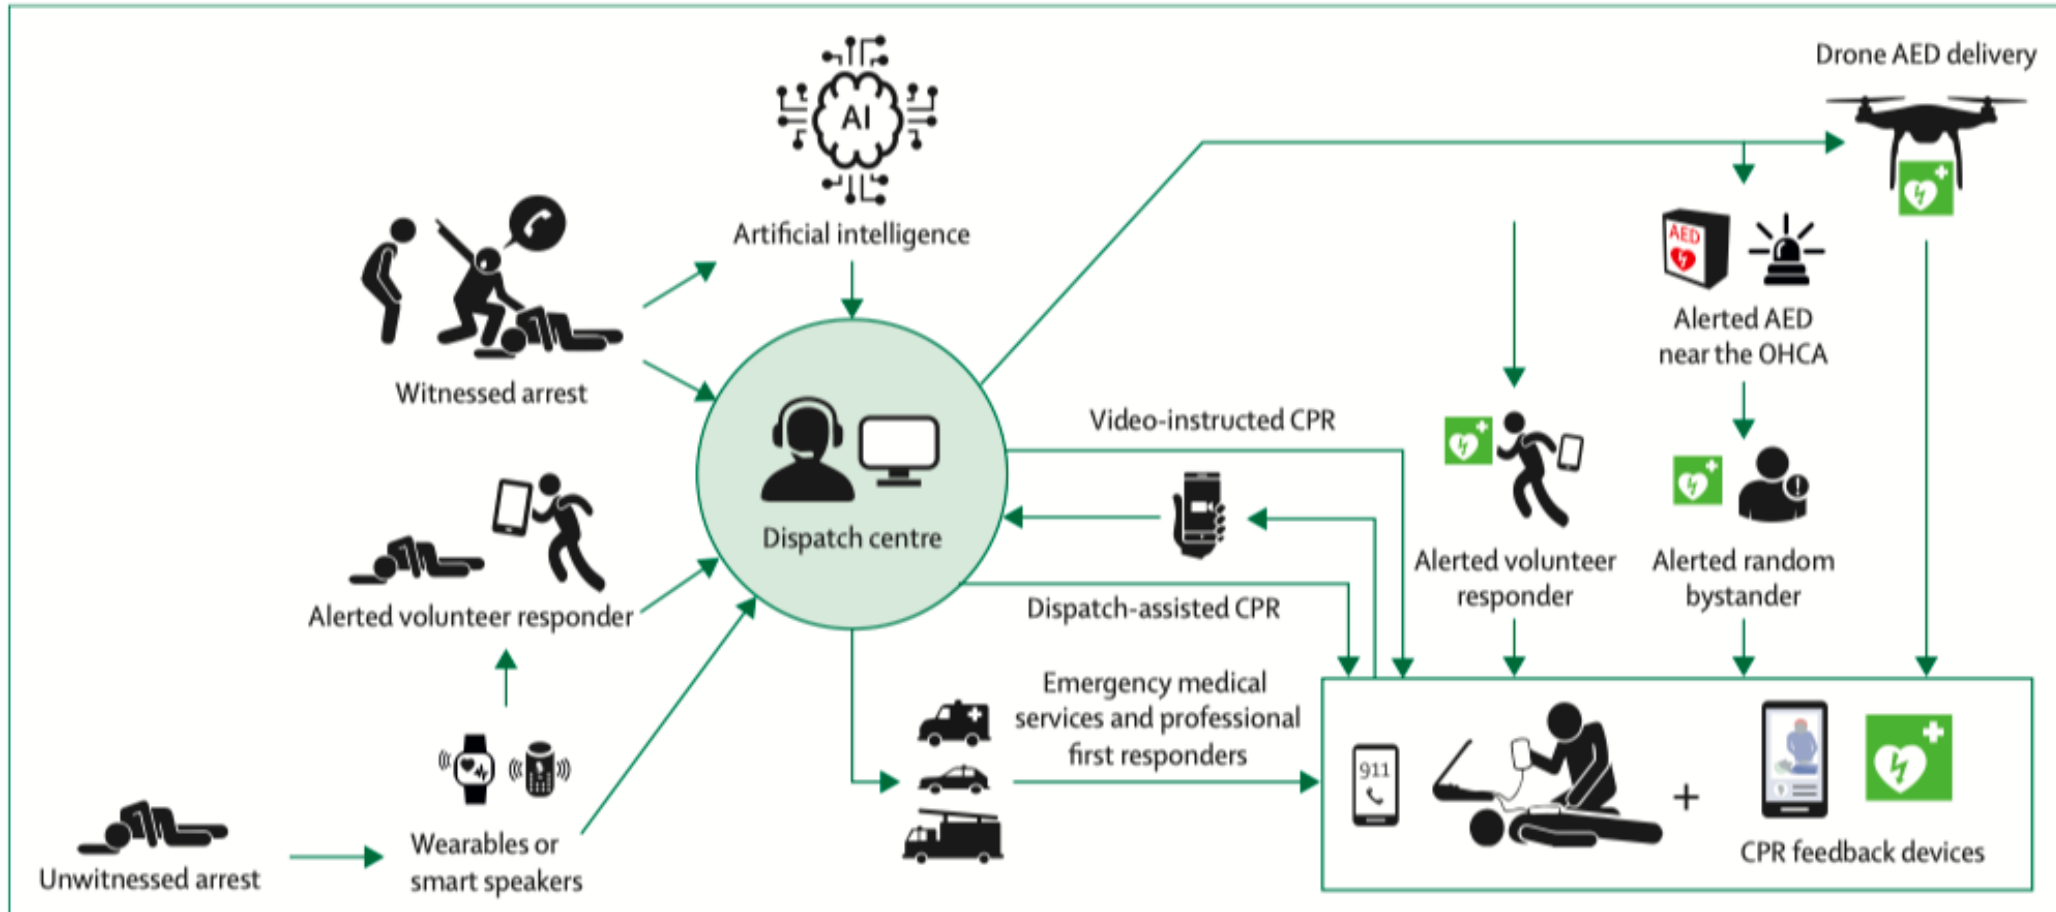 Drone AED delivery
AI
Artificial intelligence
AED
Alerted AED
near the OHCA
Witnessed arrest
Video-instructed CPR
Dispatch centre
Alerted volunteer
responder
Alerted random
bystander
Alerted volunteer responder
Dispatch-assisted CPR
Emergency medical
services and professional
first responders
911
Wearables or
smart speakers
Unwitnessed arrest
+
CPR feedback devices